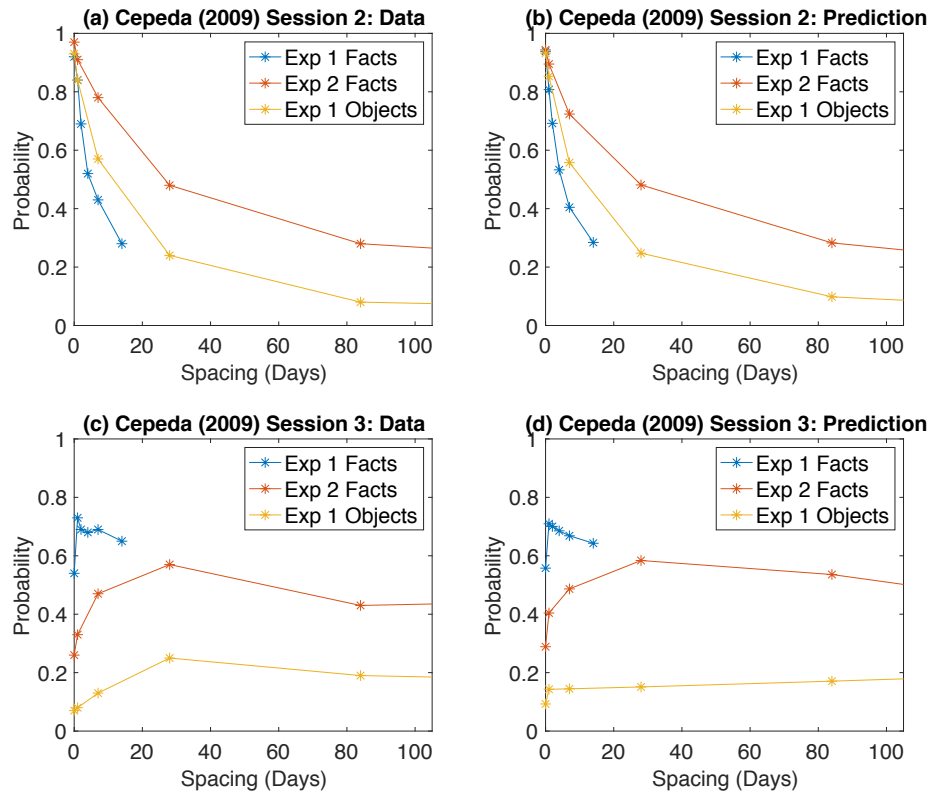 (a) Cepeda (2009) Session 2: Data
1
0.8
0.6
0.4
0.2
0
Probability
Exp 1 Facts
Exp 2 Facts
Exp 1 Objects
0 20 40 60 80 100
Spacing (Days)
(b) Cepeda (2009) Session 2: Prediction
1
0.8
0.6
0.4
0.2
0
Probability
Exp 1 Facts
Exp 2 Facts
Exp 1 Objects
0 20 40 60 80 100
Spacing (Days)
(c) Cepeda (2009) Session 3: Data
1
0.8
0.6
0.4
0.2
0
Probability
Exp 1 Facts
Exp 2 Facts
Exp 1 Objects
0 20 40 60 80 100
Spacing (Days)
(d) Cepeda (2009) Session 3: Prediction
1
0.8
0.6
0.4
0.2
0
Probability
Exp 1 Facts
Exp 2 Facts
Exp 1 Objects
0 20 40 60 80 100
Spacing (Days)